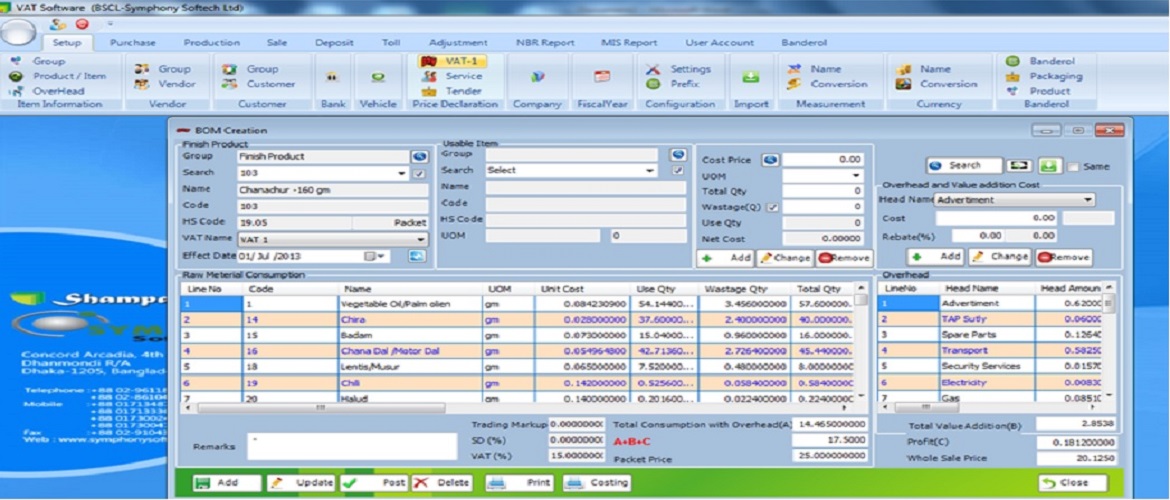 VAT Software (BSCL-Symphony Softech Ltd)
Setup Purchase Production Sale Deposit Toll Adjustment NBR Report MIS Report User Account Banderol
Group Group Group VAT-1 Settings Name Name Banderol
Product / Item Vendor Customer Service Prefix Conversion Conversion Packaging
OverHead Tender Product
Item Information Vendor Customer Bank Vehicle Price Declaration Company FiscalYear Configuration Import Measurement Currency Banderol
BOM Creation
Finish Product
Group Finish Product
Search 103
Name Chanachur -160 gm
Code 103
HS Code 19.05 Packet
VAT Name VAT 1
Effect Date 01/ Jul /2013
Usable Item
Group
Search Select
Name
Code
HS Code
UOM 0
Cost Price 0.00
UOM
Total Qty 0
Wastage(Q) 0
Use Qty 0
Net Cost 0.00000
Add Change Remove
Search Same
Overhead and Value addition Cost
Head Name Advertiment
Cost 0.00
Rebate(%) 0.00 0.00
Add Change Remove
Raw Meterial Consumption
Line No Code Name UOM Unit Cost Use Qty Wastage Qty Total Qty
1 1 Vegetable Oil/Palm olien gm 0.084230900 54.14400... 3.456000000 57.600000.
2 14 Chira gm 0.028000000 37.60000... 2.400000000 40.000000.
3 15 Badam gm 0.073000000 15.04000... 0.960000000 16.000000.
4 16 Chana Dal /Motor Dal gm 0.054964800 42.71360... 2.726400000 45.440000.
5 18 Lentis/Musur gm 0.065000000 7.520000... 0.480000000 8.00000000
6 19 Chili gm 0.142000000 0.525600... 0.058400000 0.5840000
7 20 Halud gm 0.140000000 0.201600... 0.022400000 0.2240000
Overhead
LineNo Head Name Head Amoun
1 Advertiment 0.6200
2 TAP Sutly 0.0600
3 Spare Parts 0.1264
4 Transport 0.5825
5 Security Services 0.0157
6 Electricity 0.0083
7 Gas 0.0851
Remarks -
Trading Markup 0.0000000 Total Consumption with Overhead(A) 14.465000000
SD (%) 0.0000000 A+B+C 17.5000
VAT (%) 15.000000 Packet Price 25.000000000
Total Value Addition(B) 2.8538
Profit(C) 0.181200000
Whole Sale Price 20.1250
Add Update Post Delete Print Costing Close
Shampa
SYM
So
Concord Arcadia, 4th
Dhanmondi R/A,
Dhaka-1205, Banglad
Telephone : +88 02-96118
+88 02-8610
Mobile : +88 0171348
+88 0171333
+88 0173002
+88 0173004
Fax : +88 02-9104
Web : www.symphonysoft